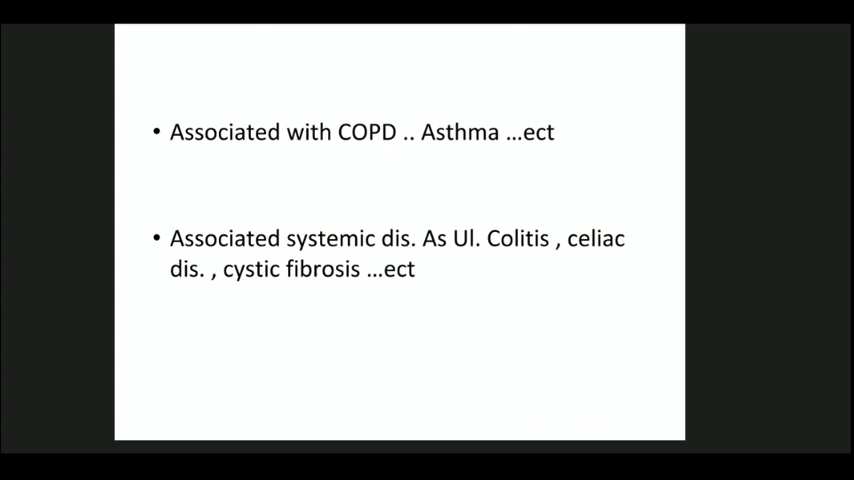 • Associated with COPD .. Asthma ...ect
• Associated systemic dis. As Ul. Colitis , celiac
dis. , cystic fibrosis ...ect